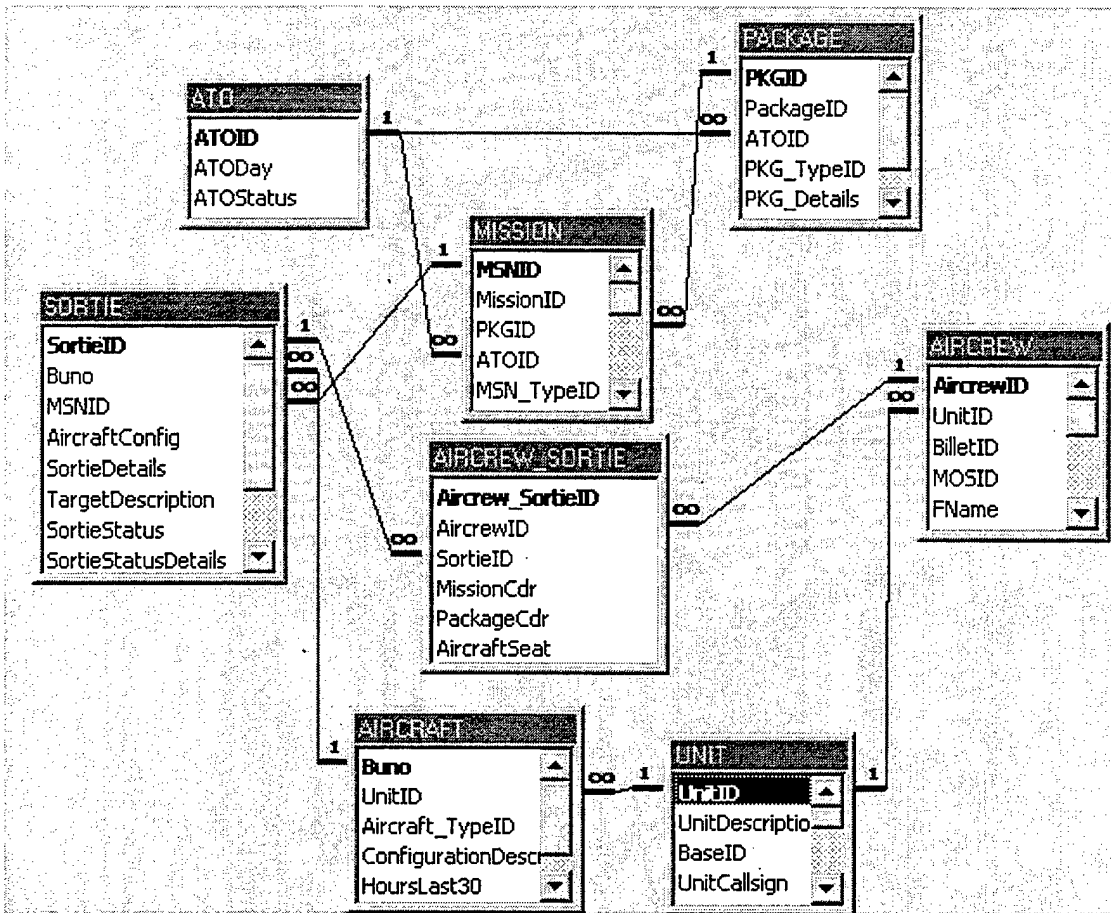 PACKAGE
PKGID
PackageID
ATOID
PKG_TypeID
PKG_Details
1
∞
ATO
ATOID
ATODay
ATOStatus
1
MISSION
MSNID
MissionID
PKGID
ATOID
MSN_TypeID
1
∞
∞
SORTIE
SortieID
Buno
MSNID
AircraftConfig
SortieDetails
TargetDescription
SortieStatus
SortieStatusDetails
1
∞
∞
AIRCREW
AircrewID
UnitID
BilletID
MOSID
FName
1
∞
AIRCREW_SORTIE
Aircrew_SortieID
AircrewID
SortieID
MissionCdr
PackageCdr
AircraftSeat
∞
∞
AIRCRAFT
Buno
UnitID
Aircraft_TypeID
ConfigurationDescr
HoursLast30
1
∞
UNIT
UnitID
UnitDescriptio
BaseID
UnitCallsign
1
1